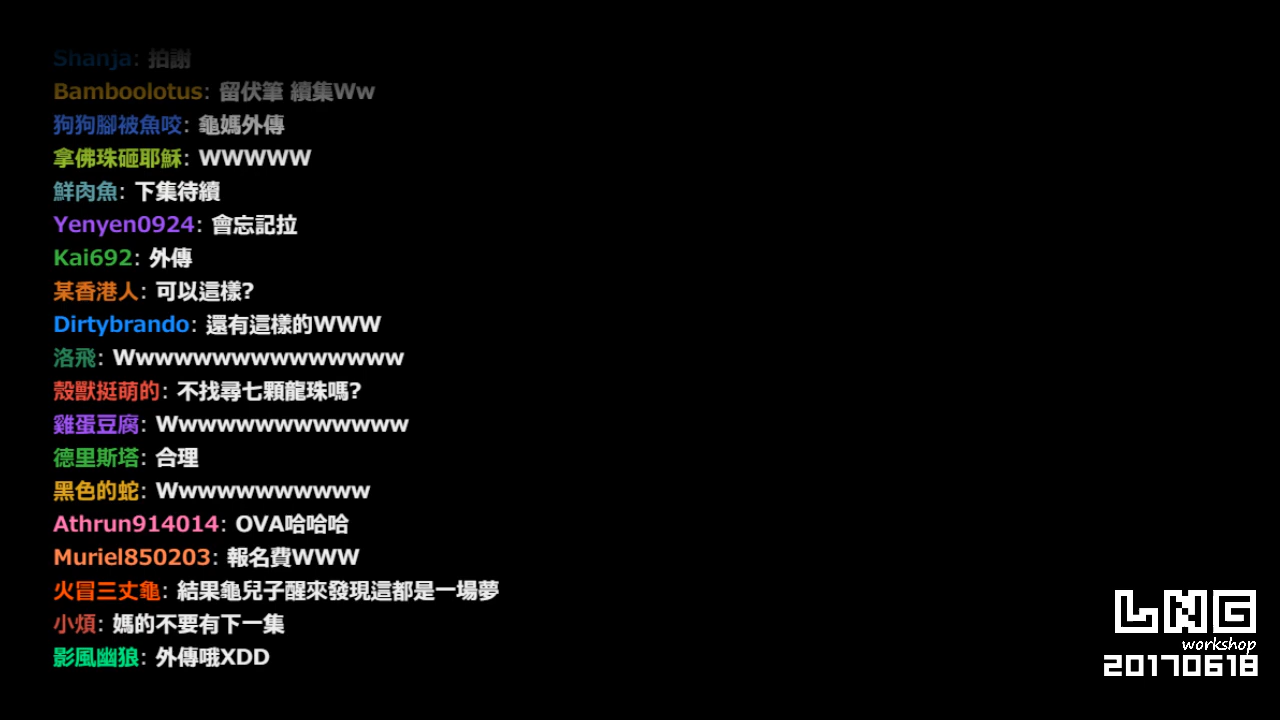 Shanja: 拍謝
Bamboolotus: 留伏筆 續集Ww
狗狗腳被魚咬: 龜媽外傳
拿佛珠砸耶穌: WWWWW
鮮肉魚: 下集待續
Yenyen0924: 會忘記拉
Kai692: 外傳
某香港人: 可以這樣?
Dirtybrando: 還有這樣的WWW
洛飛: Wwwwwwwwwwwwwww
殼獸挺萌的: 不找尋七顆龍珠嗎?
雞蛋豆腐: Wwwwwwwwwwwww
德里斯塔: 合理
黑色的蛇: Wwwwwwwwwww
Athrun914014: OVA哈哈哈
Muriel850203: 報名費WWW
火冒三丈龜: 結果龜兒子醒來發現這都是一場夢
小煩: 媽的不要有下一集
影風幽狼: 外傳哦XDD
LNG
workshop
20170618